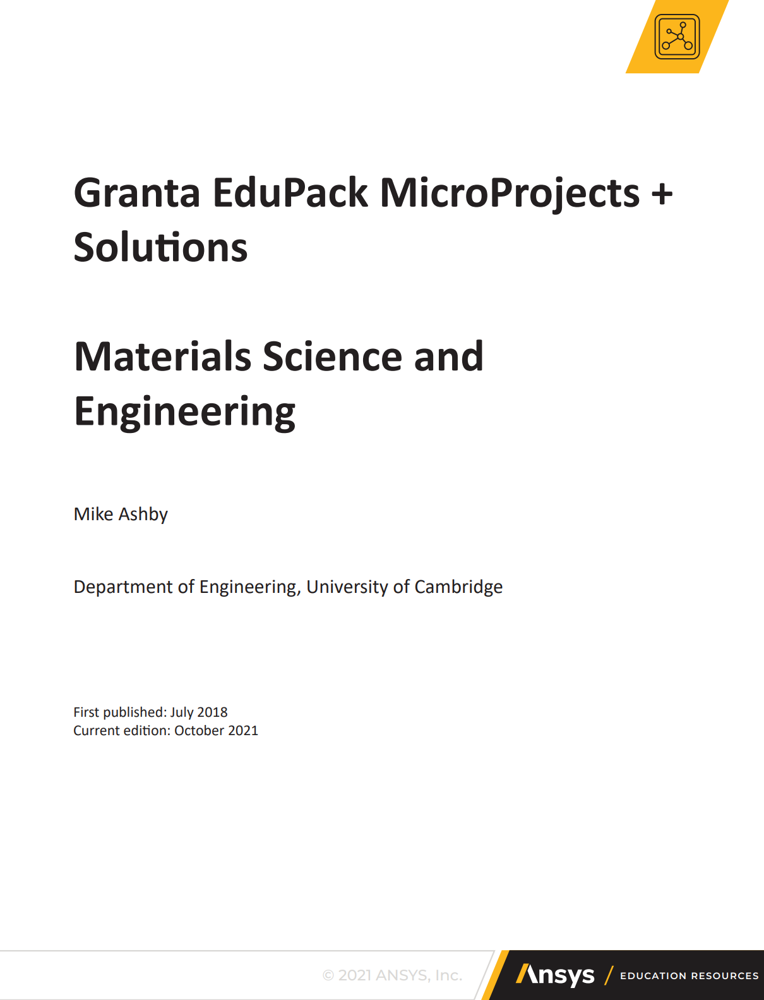 Granta EduPack MicroProjects +
Solutions
Materials Science and
Engineering
Mike Ashby
Department of Engineering, University of Cambridge
First published: July 2018
Current edition: October 2021
© 2021 ANSYS, Inc.
Ansys / EDUCATION RESOURCES